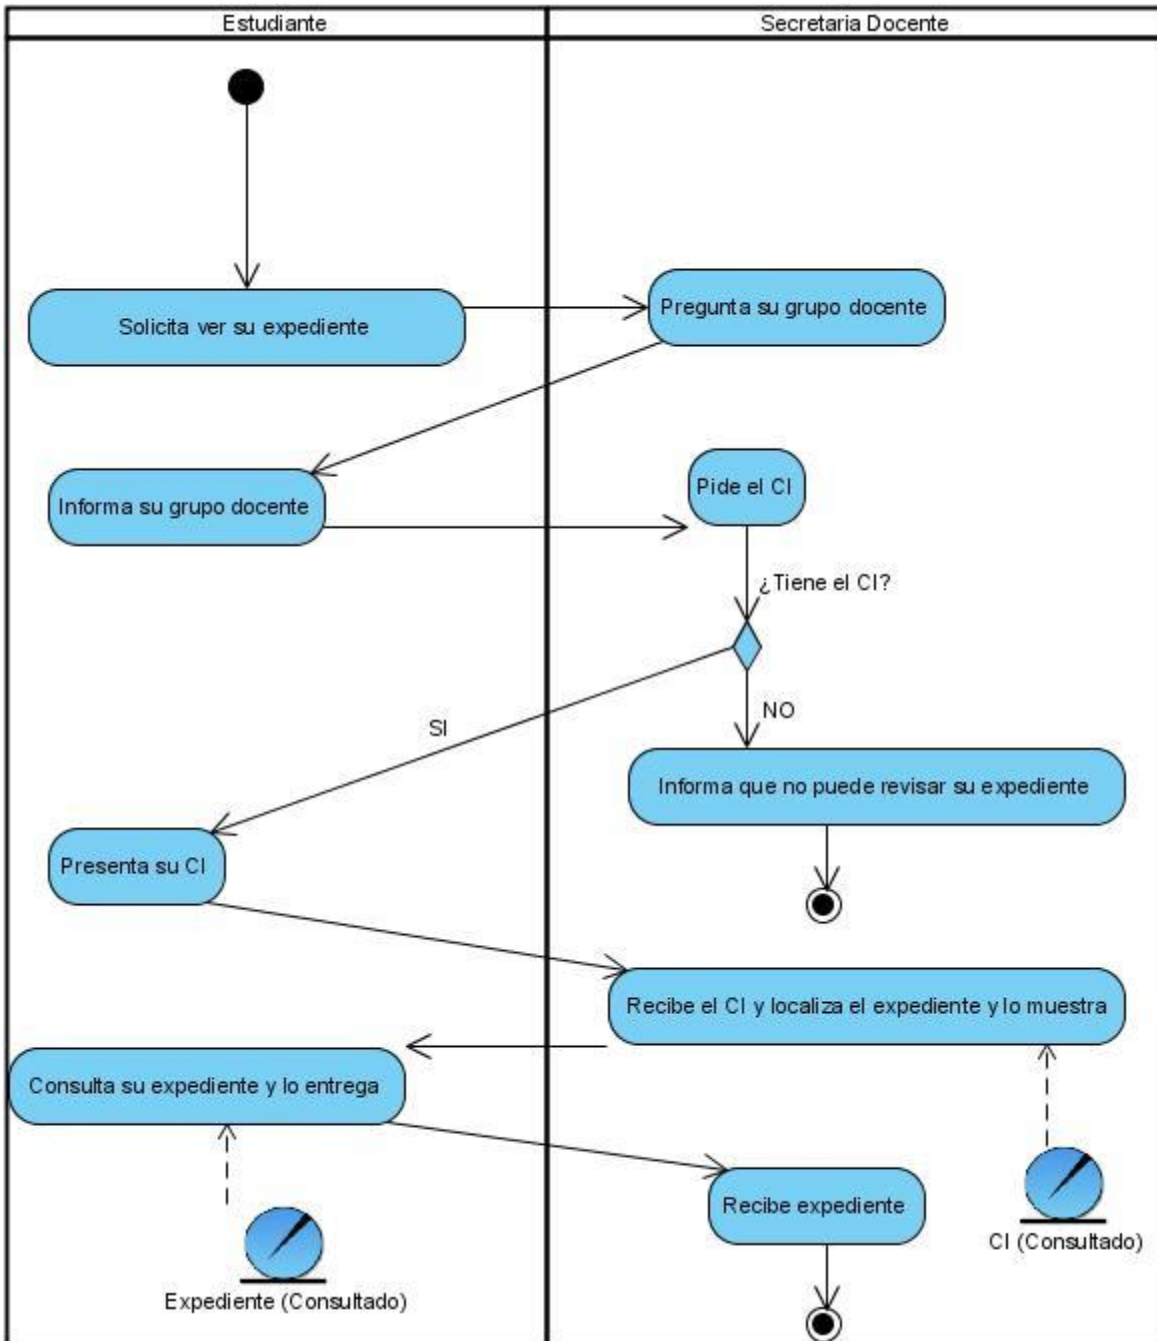 Estudiante
Secretaria Docente
Solicita ver su expediente
Pregunta su grupo docente
Informa su grupo docente
Pide el CI
¿Tiene el CI?
SI
NO
Informa que no puede revisar su expediente
Presenta su CI
Recibe el CI y localiza el expediente y lo muestra
Consulta su expediente y lo entrega
Recibe expediente
CI (Consultado)
Expediente (Consultado)